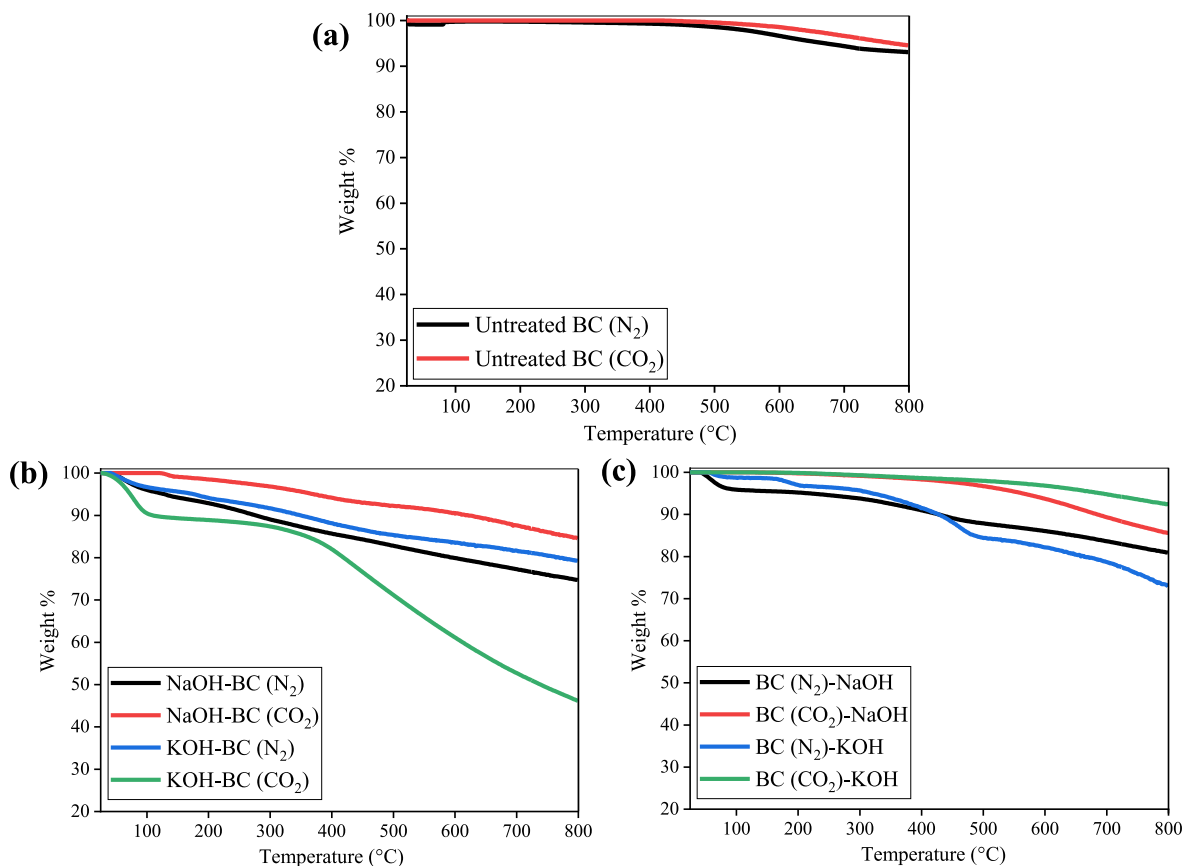 (a)
Weight %
100
90
80
70
60
50
40
30
20
Untreated BC (N₂)
Untreated BC (CO₂)
100 200 300 400 500 600 700 800
Temperature (°C)
(b)
Weight %
100
90
80
70
60
50
40
30
20
NaOH-BC (N₂)
NaOH-BC (CO₂)
KOH-BC (N₂)
KOH-BC (CO₂)
100 200 300 400 500 600 700 800
Temperature (°C)
(c)
Weight %
100
90
80
70
60
50
40
30
20
BC (N₂)-NaOH
BC (CO₂)-NaOH
BC (N₂)-KOH
BC (CO₂)-KOH
100 200 300 400 500 600 700 800
Temperature (°C)